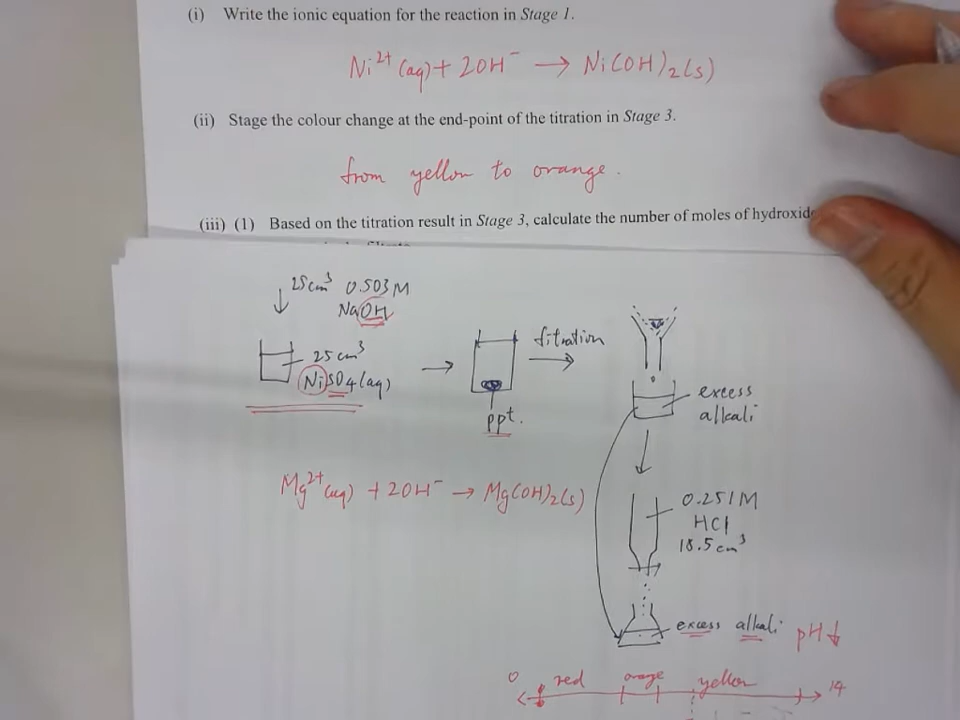 (i) Write the ionic equation for the reaction in Stage 1.
Ni²⁺ (aq) + 2OH⁻ → Ni(OH)₂(s)
(ii) Stage the colour change at the end-point of the titration in Stage 3.
from yellow to orange.
(iii) (1) Based on the titration result in Stage 3, calculate the number of moles of hydroxide
↓ 25cm³ 0.503M
NaOH
25cm³
NiSO4(aq)
→
ppt.
filtration
→
excess
alkali
Mg²⁺(aq) + 2OH⁻ → Mg(OH)₂(s)
0.251M
HCl
18.5cm³
excess alkali pH↓
0 red orange yellow 14